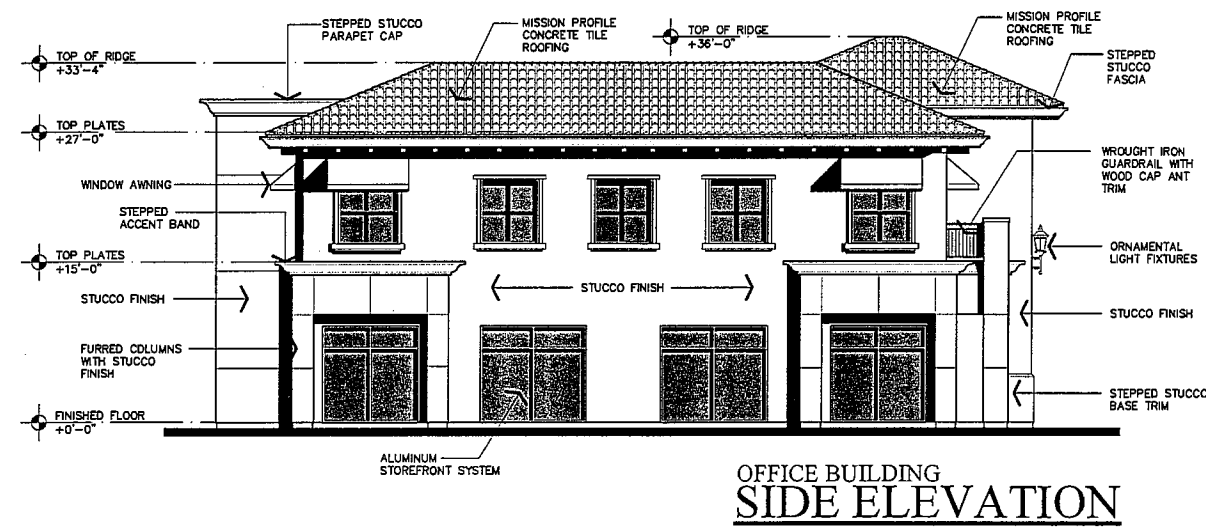 STEPPED STUCCO
PARAPET CAP
MISSION PROFILE
CONCRETE TILE
ROOFING
TOP OF RIDGE
+36'-0"
MISSION PROFILE
CONCRETE TILE
ROOFING
TOP OF RIDGE
+33'-4"
STEPPED
STUCCO
FASCIA
TOP PLATES
+27'-0"
WROUGHT IRON
GUARDRAIL WITH
WOOD CAP ANT
TRIM
WINDOW AWNING
STEPPED
ACCENT BAND
TOP PLATES
+15'-0"
ORNAMENTAL
LIGHT FIXTURES
STUCCO FINISH
STUCCO FINISH
STUCCO FINISH
FURRED COLUMNS
WITH STUCCO
FINISH
STEPPED STUCCO
BASE TRIM
FINISHED FLOOR
+0'-0"
ALUMINUM
STOREFRONT SYSTEM
OFFICE BUILDING
SIDE ELEVATION